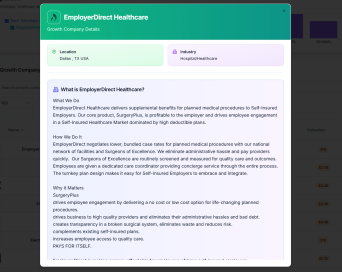 EmployerDirect Healthcare
Growth Company Details
Location
Dallas, TX USA
Industry
Hospital/Healthcare
What is EmployerDirect Healthcare?
What We Do
EmployerDirect Healthcare delivers supplemental benefits for planned medical procedures to Self-Insured
Employers. Our core product, SurgeryPlus, is profitable to the employer and drives employee engagement
in a Self-Insured Healthcare Market dominated by high deductible plans.
How We Do It
EmployerDirect negotiates lower, bundled case rates for planned medical procedures with our national
network of facilities and Surgeons of Excellence. We eliminate administrative hassle and pay providers
quickly. Our Surgeons of Excellence are routinely screened and measured for quality care and outcomes.
Employees are given a dedicated care coordinator providing concierge service through the entire process.
The turnkey plan design makes it easy for Self-Insured Employers to embrace and integrate.
Why It Matters
SurgeryPlus
drives employee engagement by delivering a no cost or low cost option for life-changing planned
procedures.
drives business to high quality providers and eliminates their administrative hassles and bad debt.
creates transparency in a broken surgical system, eliminates waste and reduces risk.
complements existing self-insured plans.
Increases employee access to quality care.
PAYS FOR ITSELF.